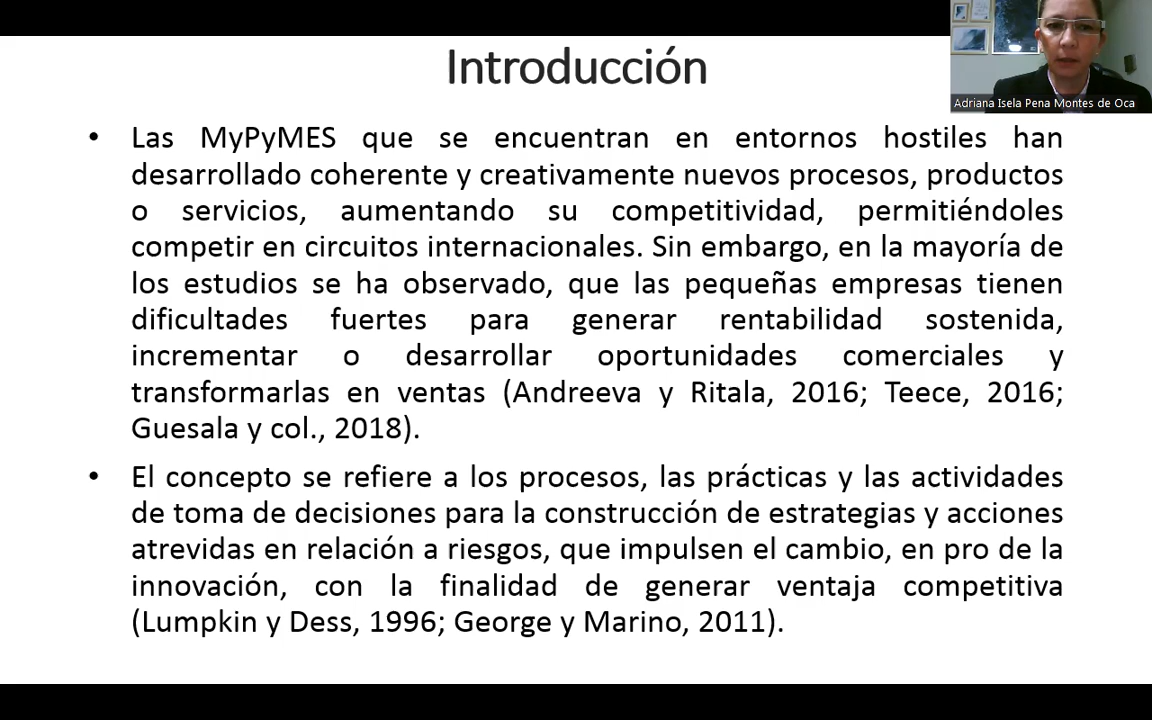 Introducción
Adriana Isela Pena Montes de Oca
• Las MyPyMES que se encuentran en entornos hostiles han
desarrollado coherente y creativamente nuevos procesos, productos
o servicios, aumentando su competitividad, permitiéndoles
competir en circuitos internacionales. Sin embargo, en la mayoría de
los estudios se ha observado, que las pequeñas empresas tienen
dificultades fuertes para generar rentabilidad sostenida,
incrementar o desarrollar oportunidades comerciales y
transformarlas en ventas (Andreeva y Ritala, 2016; Teece, 2016;
Guesala y col., 2018).
• El concepto se refiere a los procesos, las prácticas y las actividades
de toma de decisiones para la construcción de estrategias y acciones
atrevidas en relación a riesgos, que impulsen el cambio, en pro de la
innovación, con la finalidad de generar ventaja competitiva
(Lumpkin y Dess, 1996; George y Marino, 2011).